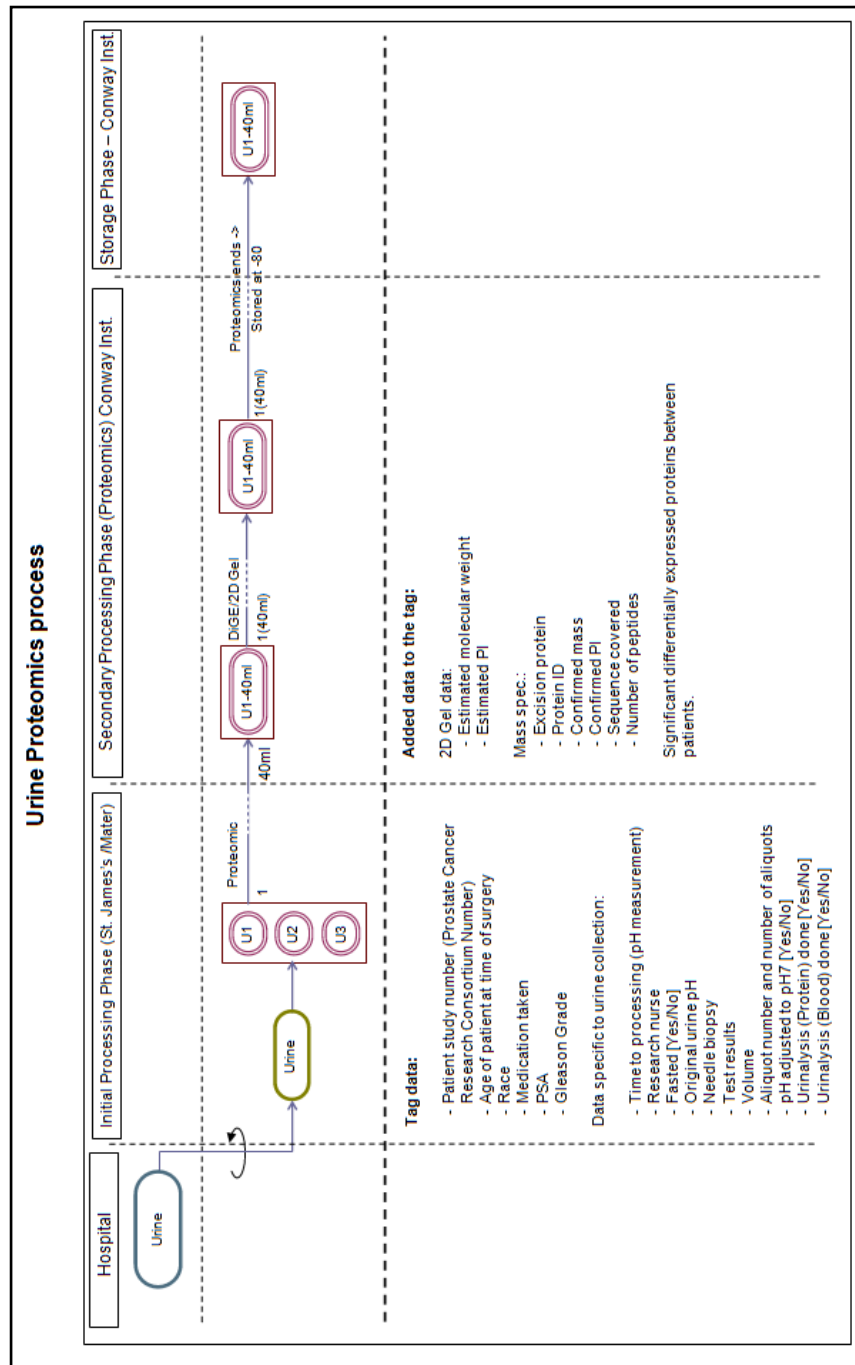 Urine Proteomics process
Hospital
Initial Processing Phase (St. James's /Mater)
Secondary Processing Phase (Proteomics) Conway Inst.
Storage Phase – Conway Inst.
Urine
Urine
U1
U2
U3
Proteomic
1
40ml
U1-40ml
DiGE/2D Gel
1(40ml)
U1-40ml
1(40ml)
Proteomics ends ->
Stored at -80
U1-40ml
Tag data:
- Patient study number (Prostate Cancer
Research Consortium Number)
- Age of patient at time of surgery
- Race
- Medication taken
- PSA
- Gleason Grade
Data specific to urine collection:
- Time to processing (pH measurement)
- Research nurse
- Fasted [Yes/No]
- Original urine pH
- Needle biopsy
- Test results
- Volume
- Aliquot number and number of aliquots
- pH adjusted to pH7 [Yes/No]
- Urinalysis (Protein) done [Yes/No]
- Urinalysis (Blood) done [Yes/No]
Added data to the tag:
2D Gel data:
- Estimated molecular weight
- Estimated PI
Mass spec.:
- Excision protein
- Protein ID
- Confirmed mass
- Confirmed PI
- Sequence covered
- Number of peptides
Significant differentially expressed proteins between
patients.